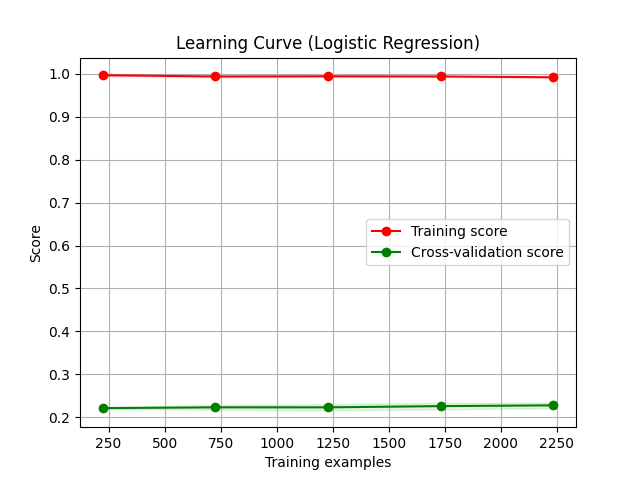 Learning Curve (Logistic Regression)
1.0
0.9
0.8
0.7
0.6
0.5
0.4
0.3
0.2
Score
Training score
Cross-validation score
250 500 750 1000 1250 1500 1750 2000 2250
Training examples